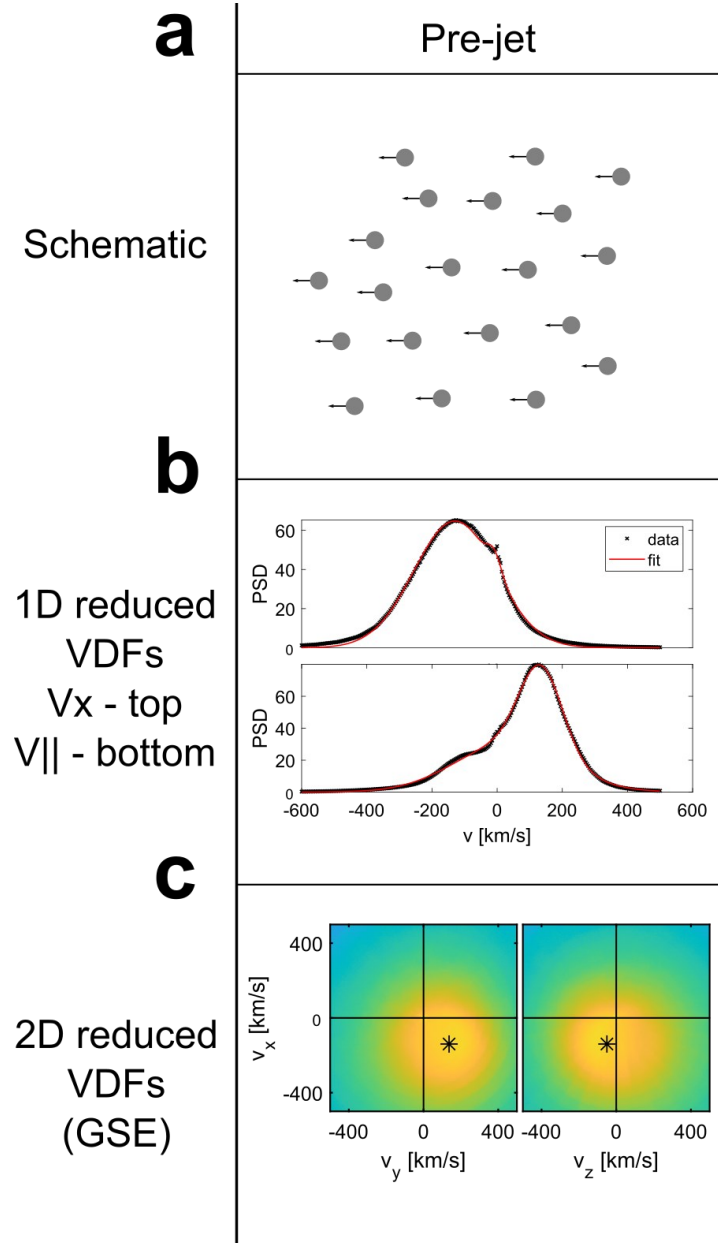 a
Pre-jet
Schematic
b
1D reduced
VDFs
Vx - top
V|| - bottom
60
40
20
0
PSD
data
fit
60
40
20
0
PSD
-600
-400
-200
0
200
400
600
v [km/s]
c
2D reduced
VDFs
(GSE)
400
0
-400
v_x [km/s]
-400
0
400
v_y [km/s]
-400
0
400
v_z [km/s]